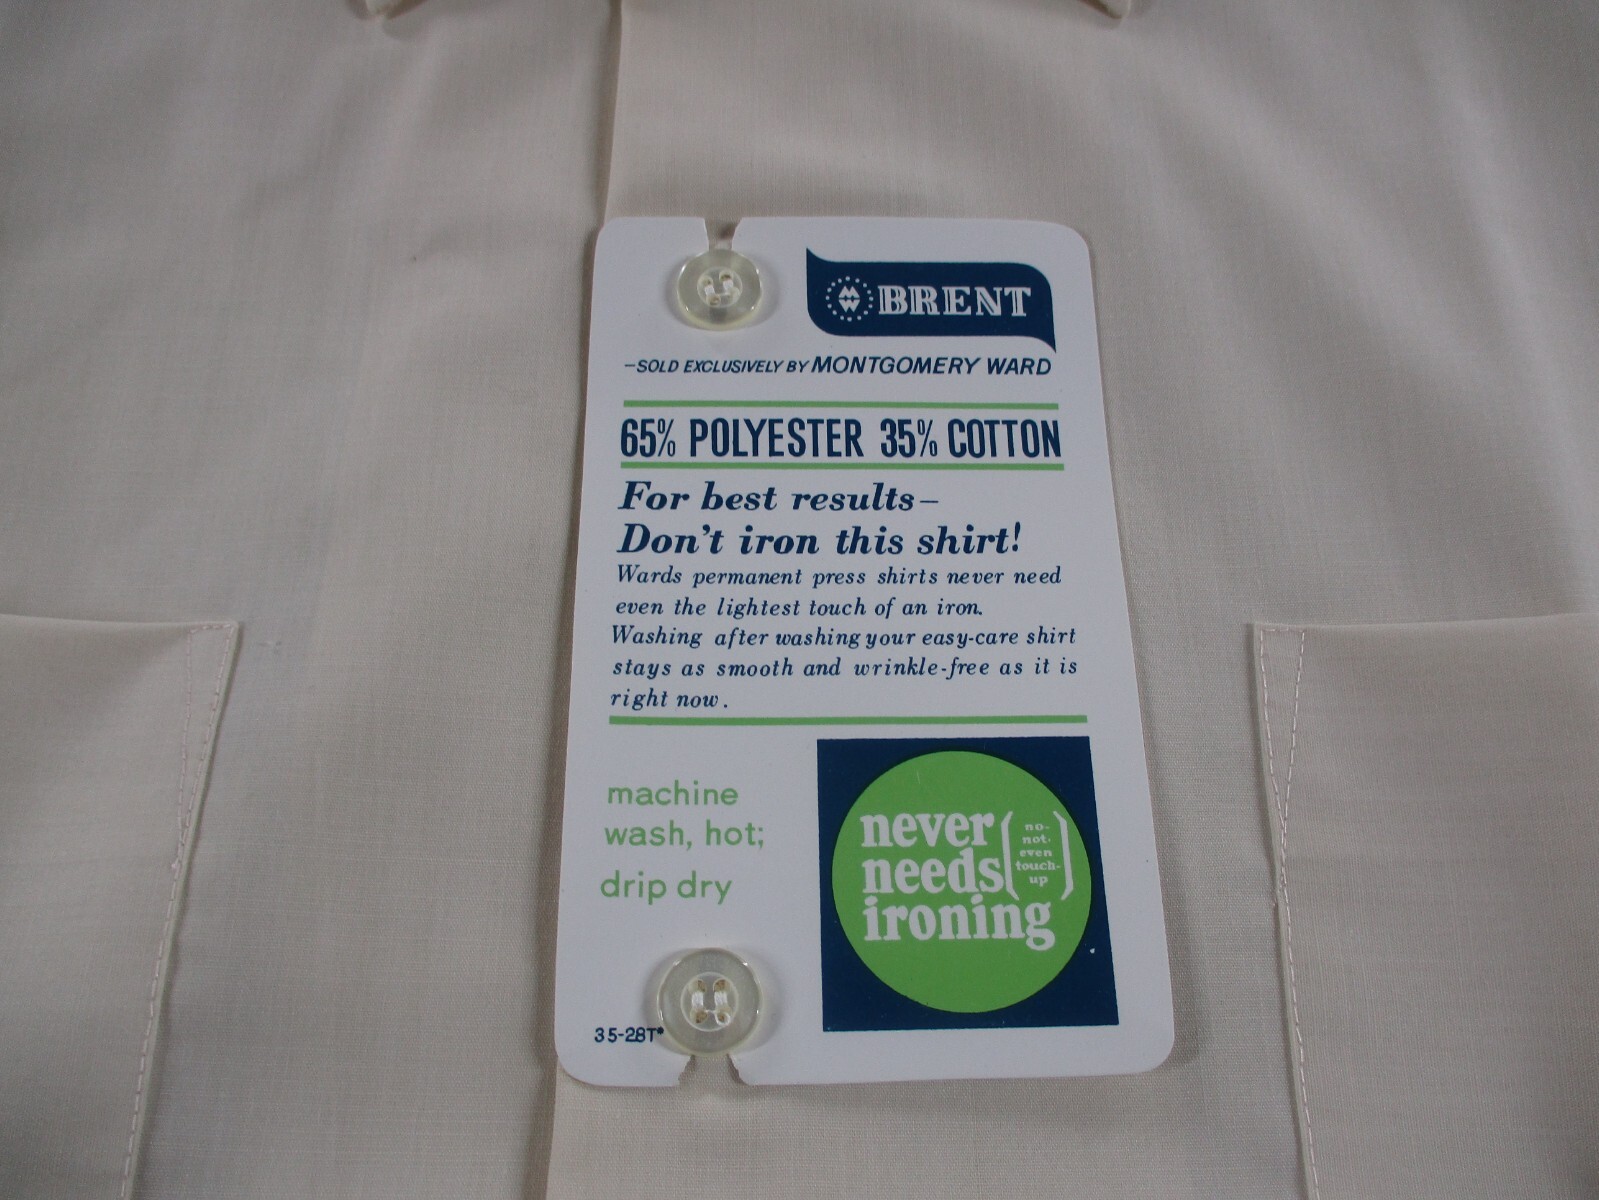 BRENT
–SOLD EXCLUSIVELY BY MONTGOMERY WARD
65% POLYESTER 35% COTTON
For best results–
Don't iron this shirt!
Wards permanent press shirts never need
even the lightest touch of an iron.
Washing after washing your easy-care shirt
stays as smooth and wrinkle-free as it is
right now.
machine
wash, hot;
drip dry
never
needs
ironing
(no-
not-
even
touch-
up)
35-28T*